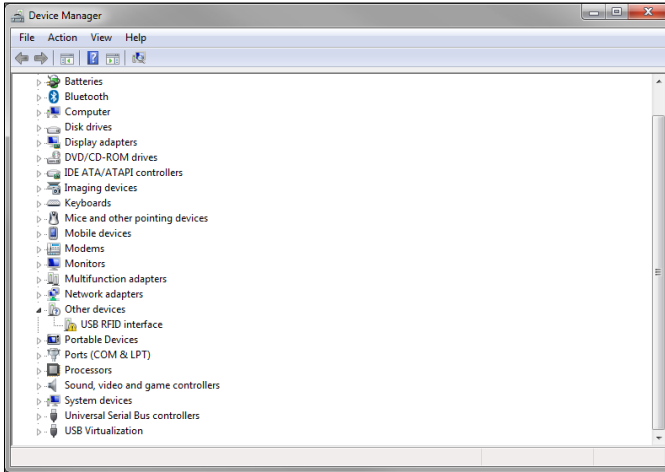 Device Manager
File Action View Help
Batteries
Bluetooth
Computer
Disk drives
Display adapters
DVD/CD-ROM drives
IDE ATA/ATAPI controllers
Imaging devices
Keyboards
Mice and other pointing devices
Mobile devices
Modems
Monitors
Multifunction adapters
Network adapters
Other devices
USB RFID interface
Portable Devices
Ports (COM & LPT)
Processors
Sound, video and game controllers
System devices
Universal Serial Bus controllers
USB Virtualization